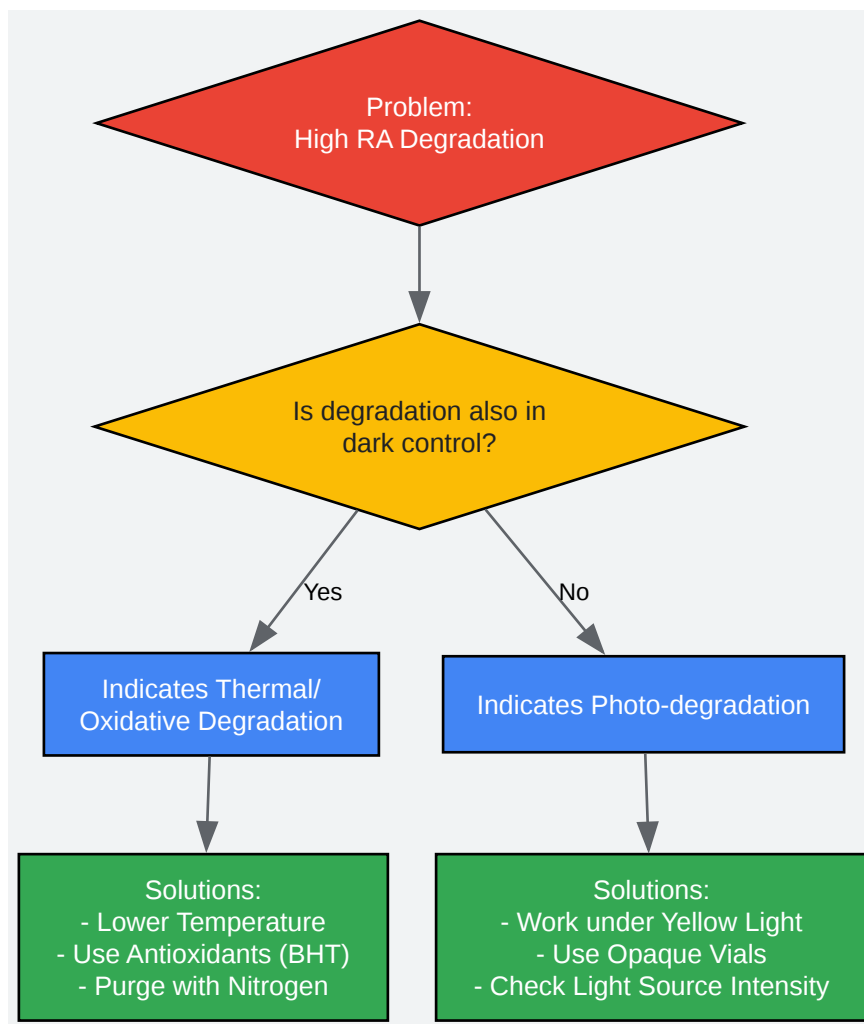 Problem:
High RA Degradation
Is degradation also in
dark control?
Yes
No
Indicates Thermal/
Oxidative Degradation
Indicates Photo-degradation
Solutions:
- Lower Temperature
- Use Antioxidants (BHT)
- Purge with Nitrogen
Solutions:
- Work under Yellow Light
- Use Opaque Vials
- Check Light Source Intensity